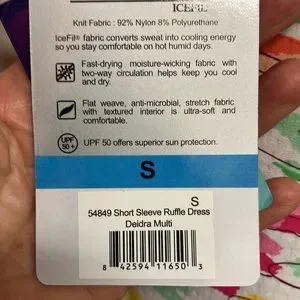 ICEFIL
Knit Fabric : 92% Nylon 8% Polyurethane
IceFil® fabric converts sweat into cooling energy
so you stay comfortable on hot humid days.
Fast-drying moisture-wicking fabric with
two-way circulation helps keep you cool
and dry.
Flat weave, anti-microbial, stretch fabric
with textured interior is ultra-soft and
comfortable.
UPF
50+
UPF 50 offers superior sun protection.
S
S
54849 Short Sleeve Ruffle Dress
Deidra Multi
8 42594 11650 3